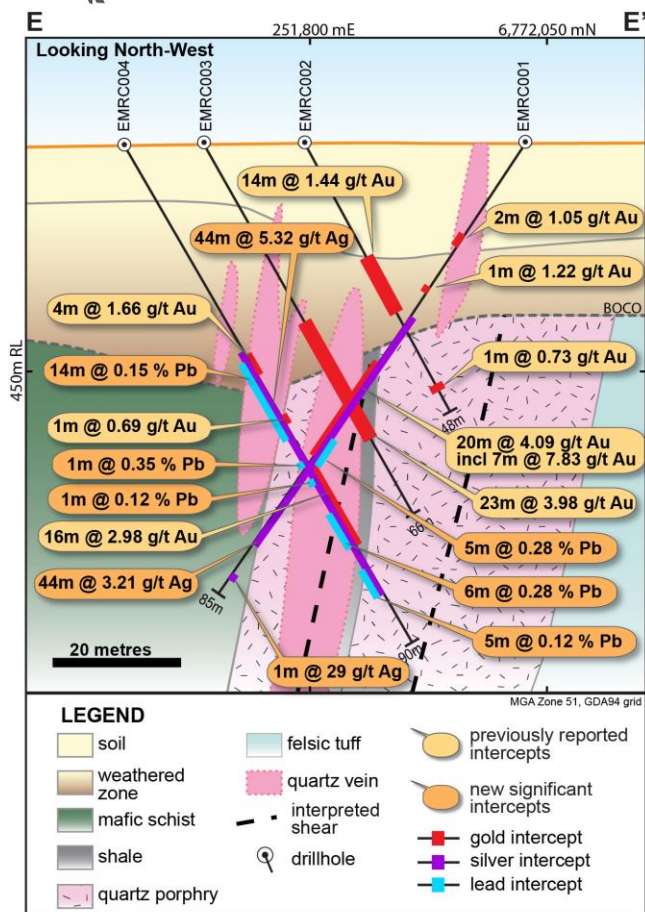 E
E'
251,800 mE
6,772,050 mN
Looking North-West
EMRC004
EMRC003
EMRC002
EMRC001
14m @ 1.44 g/t Au
2m @ 1.05 g/t Au
44m @ 5.32 g/t Ag
1m @ 1.22 g/t Au
4m @ 1.66 g/t Au
BOCO
450m RL
14m @ 0.15 % Pb
1m @ 0.73 g/t Au
48m
1m @ 0.69 g/t Au
20m @ 4.09 g/t Au
incl 7m @ 7.83 g/t Au
1m @ 0.35 % Pb
1m @ 0.12 % Pb
23m @ 3.98 g/t Au
66m
16m @ 2.98 g/t Au
5m @ 0.28 % Pb
44m @ 3.21 g/t Ag
6m @ 0.28 % Pb
85m
5m @ 0.12 % Pb
90m
20 metres
1m @ 29 g/t Ag
MGA Zone 51, GDA94 grid
LEGEND
soil
weathered
zone
mafic schist
shale
quartz porphry
felsic tuff
quartz vein
interpreted
shear
drillhole
previously reported
intercepts
new significant
intercepts
gold intercept
silver intercept
lead intercept